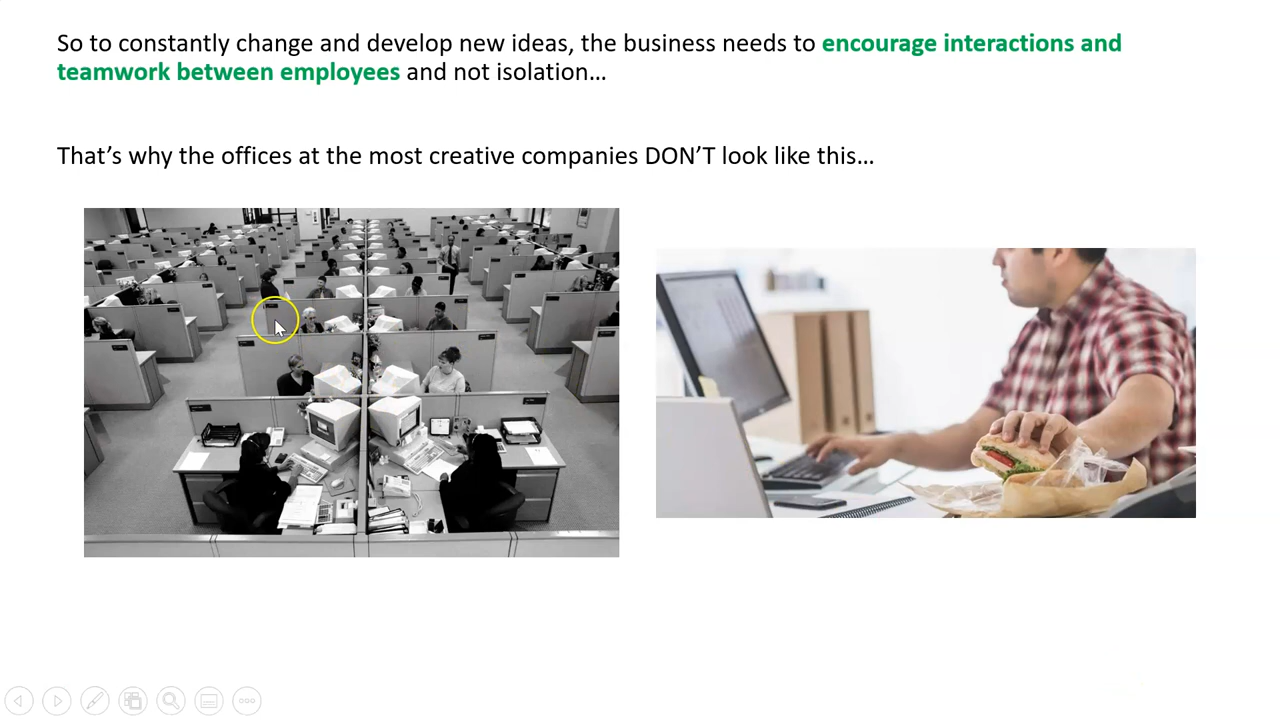 So to constantly change and develop new ideas, the business needs to encourage interactions and
teamwork between employees and not isolation…
That’s why the offices at the most creative companies DON’T look like this…